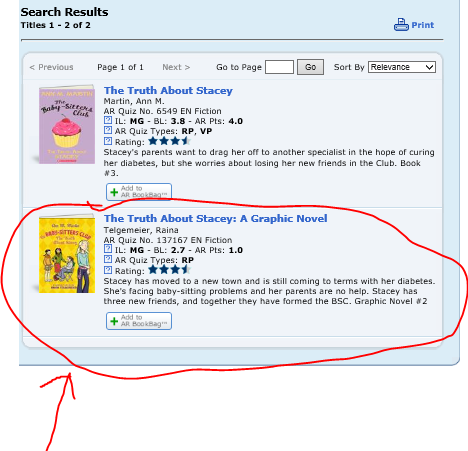 Search Results
Titles 1 - 2 of 2
Print
< Previous Page 1 of 1 Next > Go to Page Go Sort By Relevance
The Baby-Sitters Club
The Truth About Stacey
Martin, Ann M.
AR Quiz No. 6549 EN Fiction
? IL: MG - BL: 3.8 - AR Pts: 4.0
? AR Quiz Types: RP, VP
? Rating:
Stacey's parents want to drag her off to another specialist in the hope of curing
her diabetes, but she worries about losing her new friends in the Club. Book
#3.
+ Add to
AR BookBag™
The Truth About Stacey: A Graphic Novel
Telgemeier, Raina
AR Quiz No. 137167 EN Fiction
? IL: MG - BL: 2.7 - AR Pts: 1.0
? AR Quiz Types: RP
? Rating:
Stacey has moved to a new town and is still coming to terms with her diabetes.
She's facing baby-sitting problems and her parents are no help. Stacey has
three new friends, and together they have formed the BSC. Graphic Novel #2
+ Add to
AR BookBag™